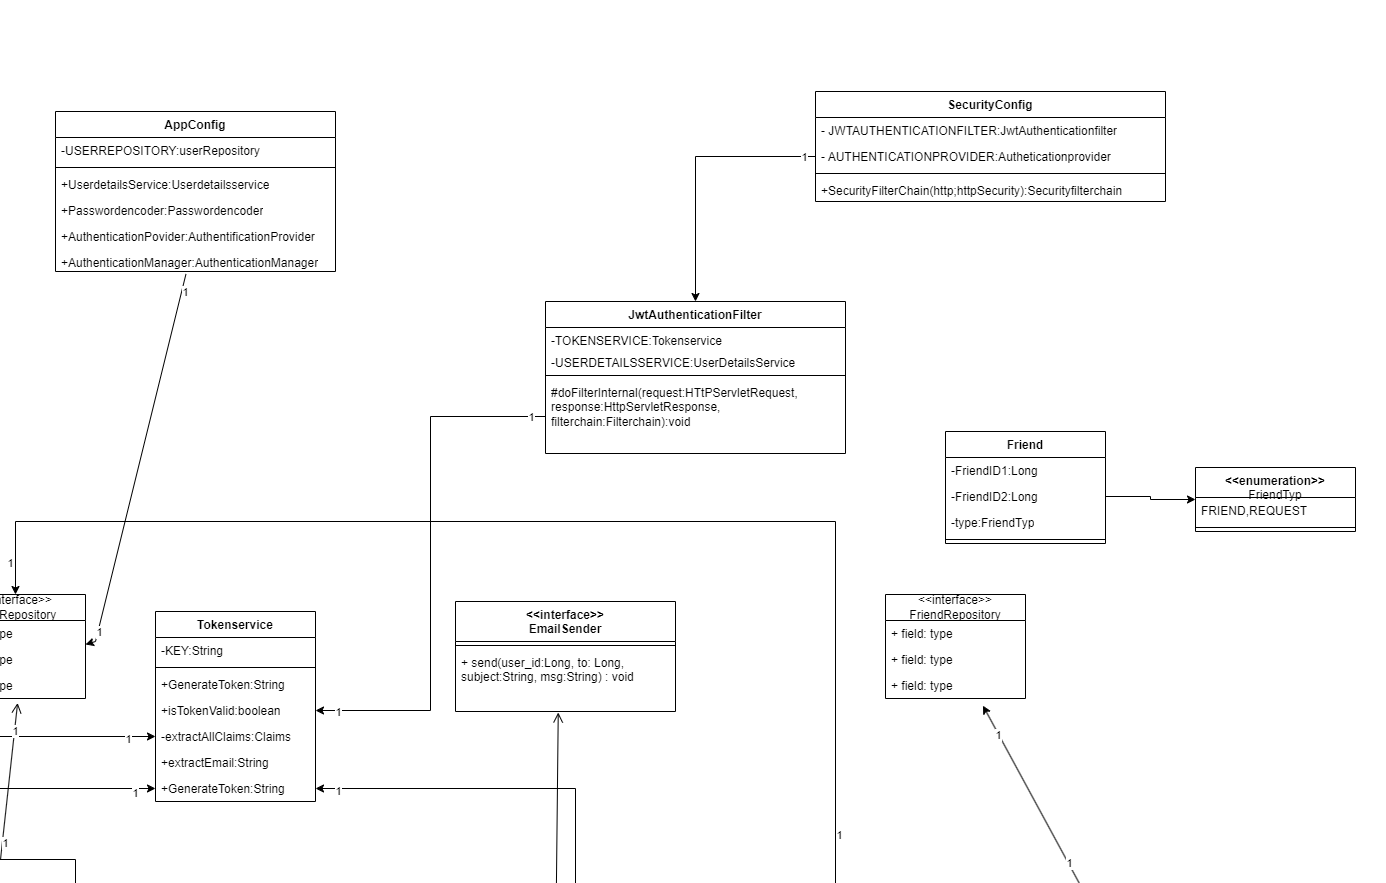 SecurityConfig
- JWTAUTHENTICATIONFILTER:JwtAuthenticationfilter
- AUTHENTICATIONPROVIDER:Autheticationprovider
+SecurityFilterChain(http;httpSecurity):Securityfilterchain
1
AppConfig
-USERREPOSITORY:userRepository
+UserdetailsService:Userdetailsservice
+Passwordencoder:Passwordencoder
+AuthenticationPovider:AuthentificationProvider
+AuthenticationManager:AuthenticationManager
1
JwtAuthenticationFilter
-TOKENSERVICE:Tokenservice
-USERDETAILSSERVICE:UserDetailsService
#doFilterInternal(request:HTtPServletRequest,
response:HttpServletResponse,
filterchain:Filterchain):void
1
Friend
-FriendID1:Long
-FriendID2:Long
-type:FriendTyp
<<enumeration>>
FriendTyp
FRIEND,REQUEST
1
terface>>
Repository
pe
pe
pe
1
Tokenservice
-KEY:String
+GenerateToken:String
+isTokenValid:boolean
-extractAllClaims:Claims
+extractEmail:String
+GenerateToken:String
1
1
1
1
<<interface>>
EmailSender
+ send(user_id:Long, to: Long,
subject:String, msg:String) : void
<<interface>>
FriendRepository
+ field: type
+ field: type
+ field: type
1
1
1
1
1